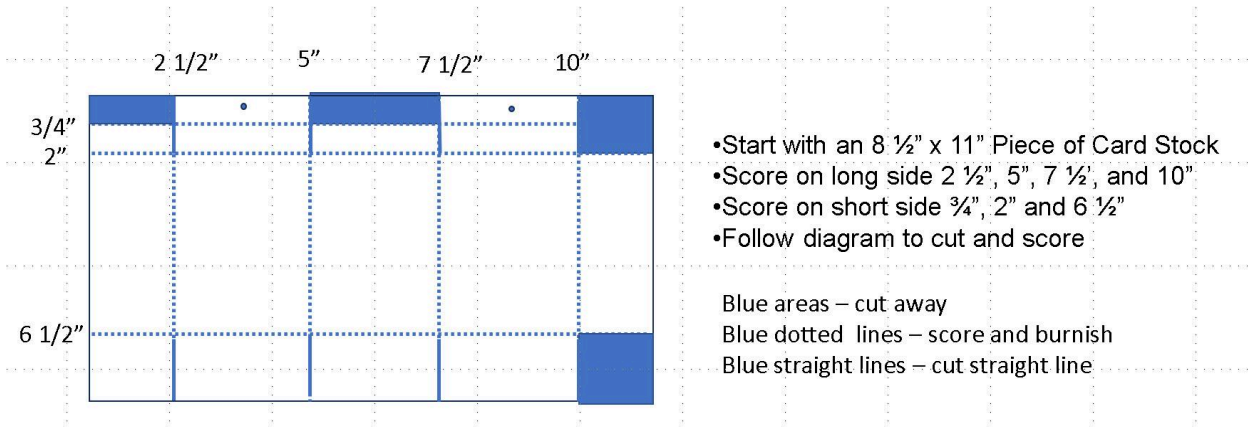 2 1/2” 5” 7 1/2” 10”
3/4”
2”
6 1/2”
•Start with an 8 ½” x 11” Piece of Card Stock
•Score on long side 2 ½”, 5”, 7 ½’, and 10”
•Score on short side ¾”, 2” and 6 ½”
•Follow diagram to cut and score
Blue areas – cut away
Blue dotted  lines – score and burnish
Blue straight lines – cut straight line